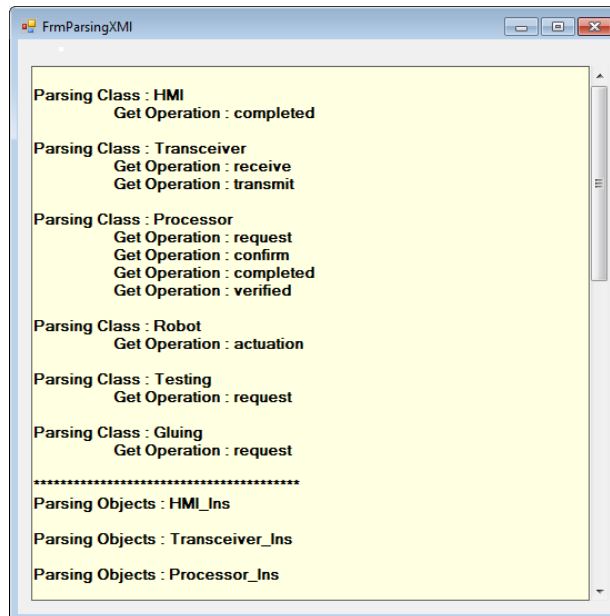 FrmParsingXMI
Parsing Class : HMI
Get Operation : completed
Parsing Class : Transceiver
Get Operation : receive
Get Operation : transmit
Parsing Class : Processor
Get Operation : request
Get Operation : confirm
Get Operation : completed
Get Operation : verified
Parsing Class : Robot
Get Operation : actuation
Parsing Class : Testing
Get Operation : request
Parsing Class : Gluing
Get Operation : request
****************************************
Parsing Objects : HMI_Ins
Parsing Objects : Transceiver_Ins
Parsing Objects : Processor_Ins